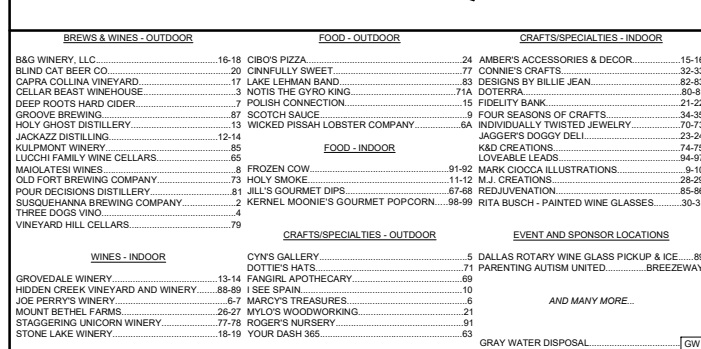 BREWS & WINES - OUTDOOR
B&G WINERY, LLC...16-18
BLIND CAT BEER CO...20
CAPRA COLLINA VINEYARD...17
CELLAR BEAST WINEHOUSE...3
DEEP ROOTS HARD CIDER...7
GROOVE BREWING...87
HOLY GHOST DISTILLERY...13
JACKAZZ DISTILLING...12-14
KULPMONT WINERY...85
LUCCHI FAMILY WINE CELLARS...65
MAIOLATESI WINES...8
OLD FORT BREWING COMPANY...73
POUR DECISIONS DISTILLERY...81
SUSQUEHANNA BREWING COMPANY...2
THREE DOGS VINO...4
VINEYARD HILL CELLARS...79
WINES - INDOOR
GROVEDALE WINERY...13-14
HIDDEN CREEK VINEYARD AND WINERY...88-89
JOE PERRY'S WINERY...6-7
MOUNT BETHEL FARMS...26-27
STAGGERING UNICORN WINERY...77-78
STONE LAKE WINERY...18-19
FOOD - OUTDOOR
CIBO'S PIZZA...24
CINNFULLY SWEET...77
LAKE LEHMAN BAND...83
NOTIS THE GYRO KING...71A
POLISH CONNECTION...15
SCOTCH SAUCE...9
WICKED PISSAH LOBSTER COMPANY...6A
FOOD - INDOOR
FROZEN COW...91-92
HOLY SMOKE...11-12
JILL'S GOURMET DIPS...67-68
KERNEL MOONIE'S GOURMET POPCORN...98-99
CRAFTS/SPECIALTIES - OUTDOOR
CYN'S GALLERY...5
DOTTIE'S HATS...71
FANGIRL APOTHECARY...69
I SEE SPAIN...10
MARCY'S TREASURES...6
MYLO'S WOODWORKING...21
ROGER'S NURSERY...91
YOUR DASH 365...63
CRAFTS/SPECIALTIES - INDOOR
AMBER'S ACCESSORIES & DECOR...15-16
CONNIE'S CRAFTS...32-33
DESIGNS BY BILLIE JEAN...82-83
DOTERRA...80-8
FIDELITY BANK...21-22
FOUR SEASONS OF CRAFTS...34-35
INDIVIDUALLY TWISTED JEWELRY...70-73
JAGGER'S DOGGY DELI...23-24
K&D CREATIONS...74-75
LOVEABLE LEADS...94-97
MARK CIOCCA ILLUSTRATIONS...9-10
M.J. CREATIONS...28-29
REDJUVENATION...85-86
RITA BUSCH - PAINTED WINE GLASSES...30-3
EVENT AND SPONSOR LOCATIONS
DALLAS ROTARY WINE GLASS PICKUP & ICE...89
PARENTING AUTISM UNITED...BREEZEWAY
AND MANY MORE...
GRAY WATER DISPOSAL...GW